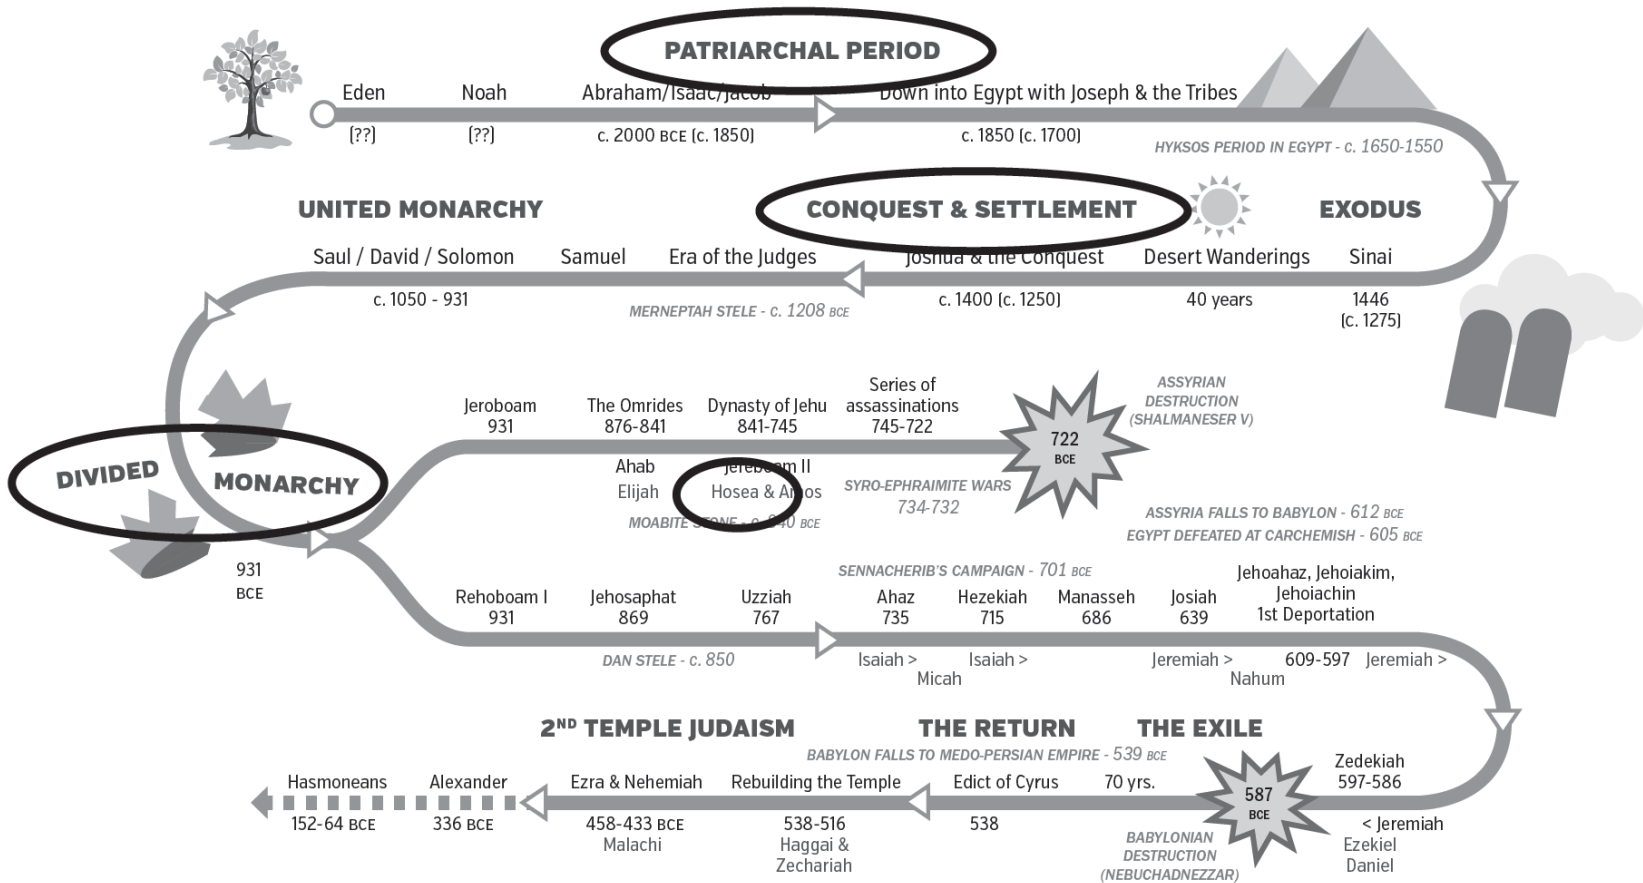 PATRIARCHAL PERIOD
Eden
Noah
Abraham/Isaac/Jacob
Down into Egypt with Joseph & the Tribes
(??)
(??)
c. 2000 BCE (c. 1850)
c. 1850 (c. 1700)
HYKSOS PERIOD IN EGYPT - c. 1650-1550
UNITED MONARCHY
CONQUEST & SETTLEMENT
EXODUS
Saul / David / Solomon
Samuel
Era of the Judges
Joshua & the Conquest
Desert Wanderings
Sinai
c. 1050 - 931
MERNEPTAH STELE - c. 1208 BCE
c. 1400 (c. 1250)
40 years
1446
(c. 1275)
DIVIDED MONARCHY
931
BCE
Jeroboam
931
The Omrides
876-841
Dynasty of Jehu
841-745
Series of
assassinations
745-722
722
BCE
ASSYRIAN
DESTRUCTION
(SHALMANESER V)
Ahab
Elijah
Jereboam II
Hosea & Amos
MOABITE STONE - c. 840 BCE
SYRO-EPHRAIMITE WARS
734-732
ASSYRIA FALLS TO BABYLON - 612 BCE
EGYPT DEFEATED AT CARCHEMISH - 605 BCE
SENNACHERIB'S CAMPAIGN - 701 BCE
Rehoboam I
931
Jehosaphat
869
Uzziah
767
Ahaz
735
Hezekiah
715
Manasseh
686
Josiah
639
Jehoahaz, Jehoiakim,
Jehoiachin
1st Deportation
DAN STELE - c. 850
Isaiah >
Isaiah >
Micah
Jeremiah >
609-597
Jeremiah >
Nahum
2ND TEMPLE JUDAISM
THE RETURN
THE EXILE
BABYLON FALLS TO MEDO-PERSIAN EMPIRE - 539 BCE
Hasmoneans
Alexander
Ezra & Nehemiah
Rebuilding the Temple
Edict of Cyrus
70 yrs.
587
BCE
Zedekiah
597-586
152-64 BCE
336 BCE
458-433 BCE
Malachi
538-516
Haggai &
Zechariah
538
BABYLONIAN
DESTRUCTION
(NEBUCHADNEZZAR)
< Jeremiah
Ezekiel
Daniel